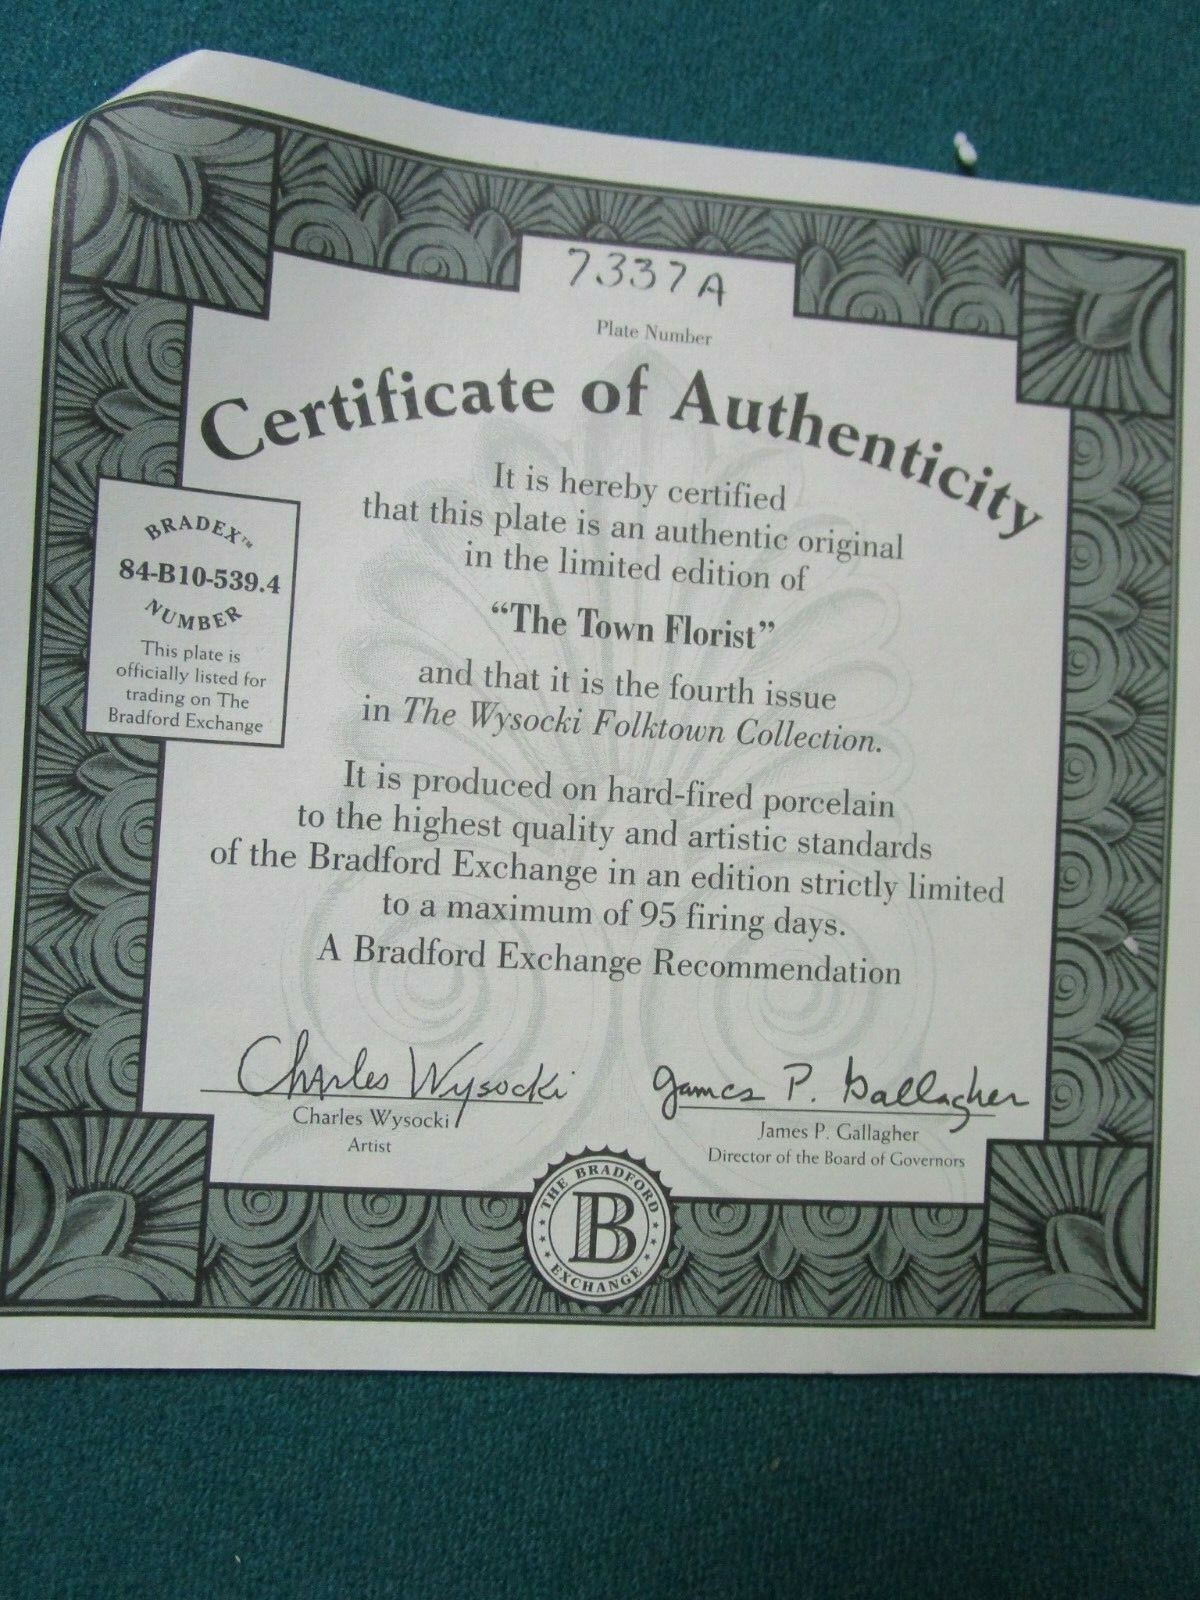 7337A
Plate Number
Certificate of Authenticity
It is hereby certified
that this plate is an authentic original
in the limited edition of
“The Town Florist”
and that it is the fourth issue
in The Wysocki Folktown Collection.
BRADEX™
84-B10-539.4
NUMBER
This plate is
officially listed for
trading on The
Bradford Exchange
It is produced on hard-fired porcelain
to the highest quality and artistic standards
of the Bradford Exchange in an edition strictly limited
to a maximum of 95 firing days.
A Bradford Exchange Recommendation
Charles Wysocki
Charles Wysocki
Artist
James P. Gallagher
James P. Gallagher
Director of the Board of Governors
THE BRADFORD
B
EXCHANGE